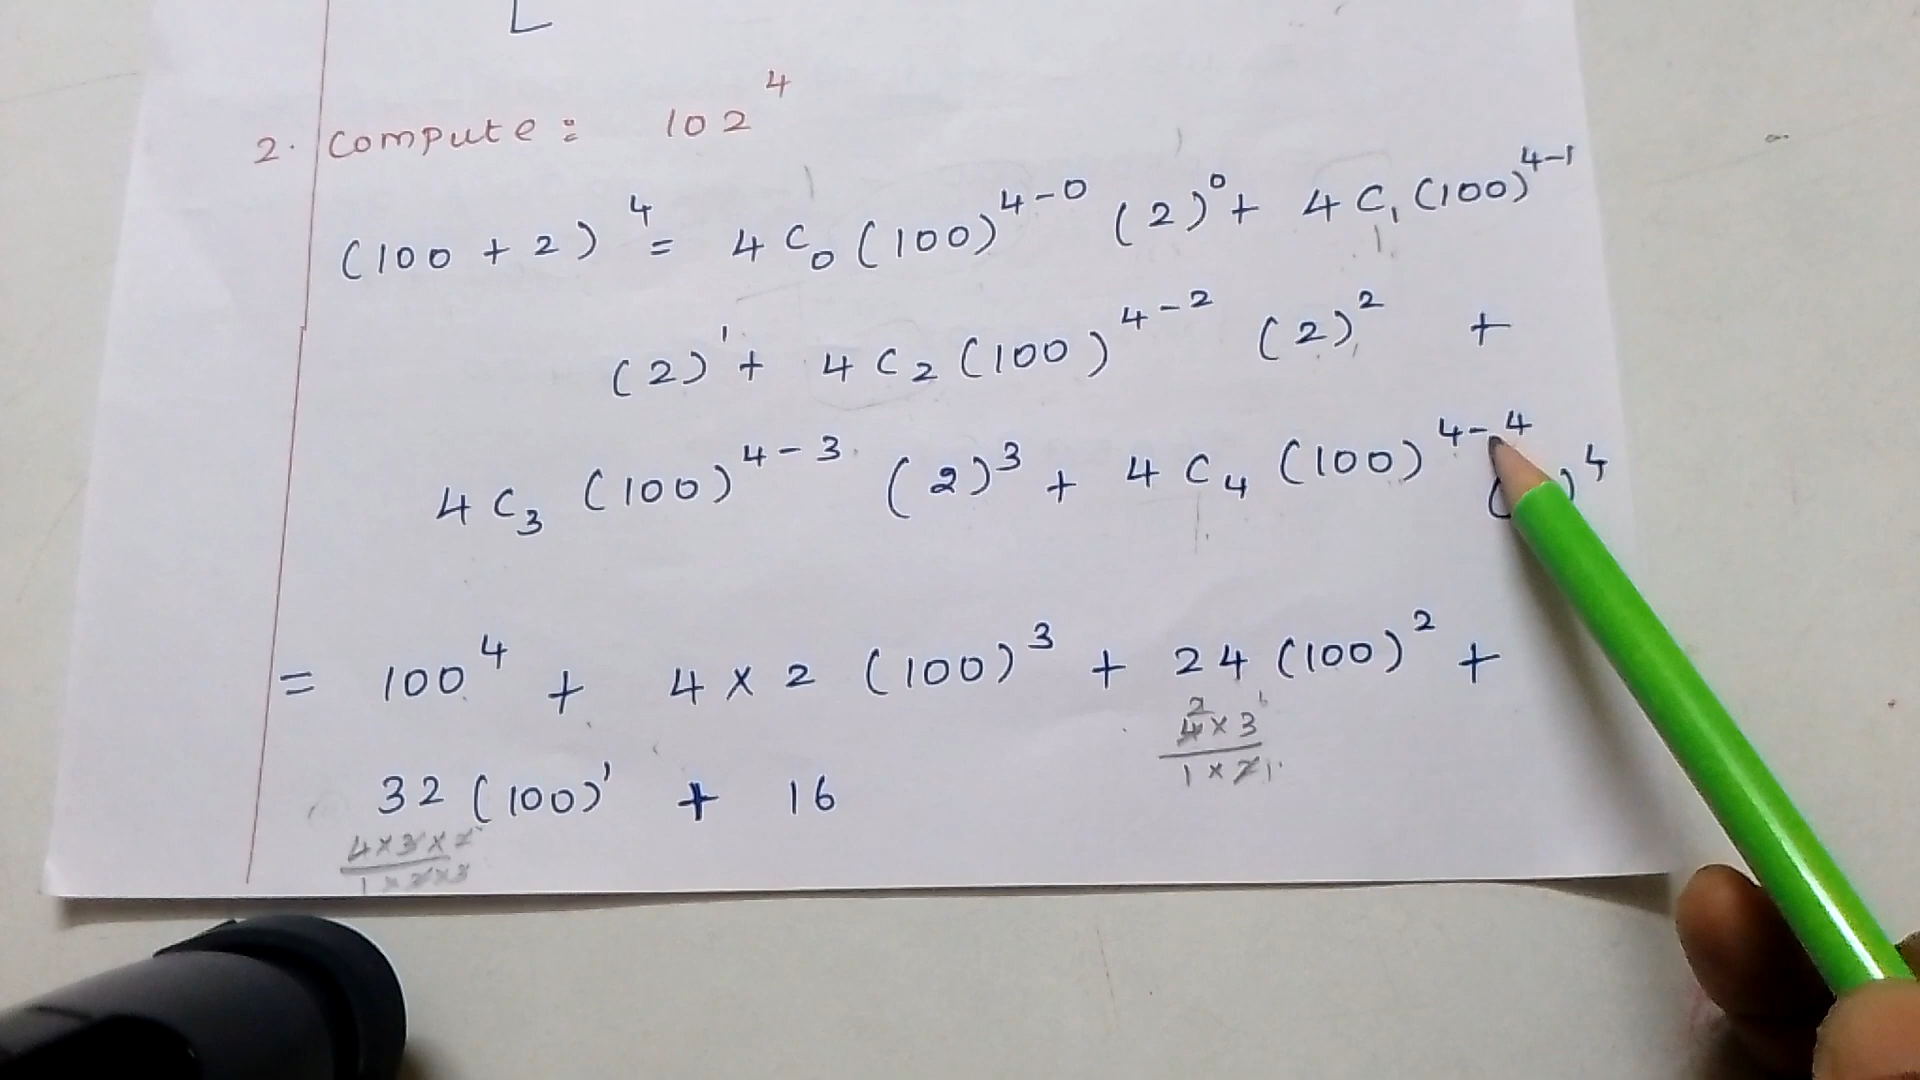 2. Compute: 102⁴
(100 + 2)⁴ = 4C₀ (100)⁴⁻⁰ (2)⁰ + 4C₁ (100)⁴⁻¹
(2)¹ + 4C₂ (100)⁴⁻² (2)² +
4C₃ (100)⁴⁻³ (2)³ + 4C₄ (100)⁴⁻⁴ ( )⁴
= 100⁴ + 4 × 2 (100)³ + 24 (100)² +
4 × 3
1 × 2
32 (100)¹ + 16
4 × 3 × 2
1 × 2 × 3